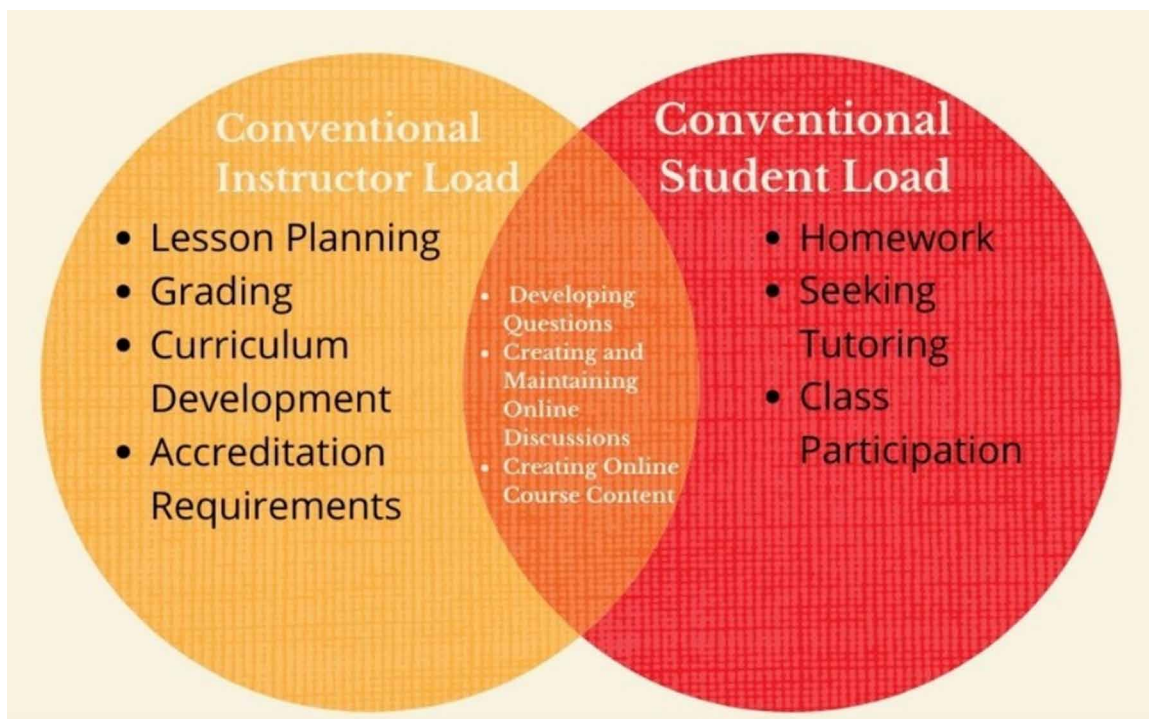 Conventional
Instructor Load
• Lesson Planning
• Grading
• Curriculum
Development
• Accreditation
Requirements
• Developing
Questions
• Creating and
Maintaining
Online
Discussions
• Creating Online
Course Content
Conventional
Student Load
• Homework
• Seeking
Tutoring
• Class
Participation